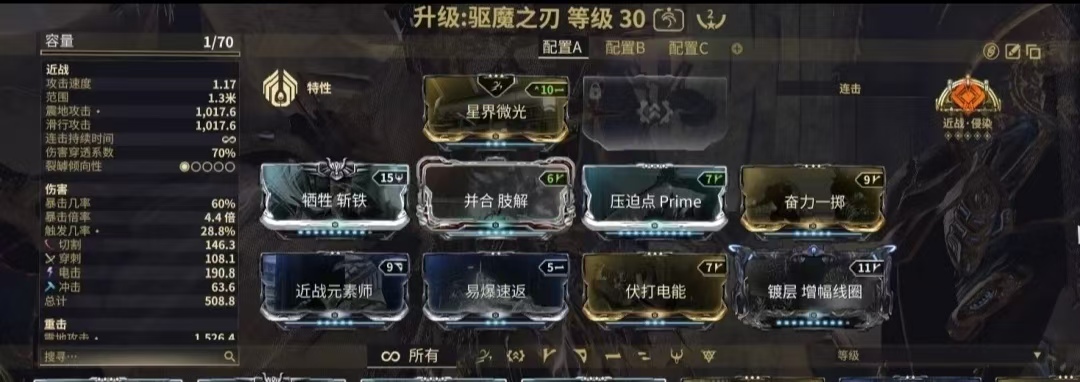 升级:驱魔之刃 等级 30
容量 1/70
配置A 配置B 配置C
近战
攻击速度 1.17
范围 1.3米
震地攻击 1,017.6
滑行攻击 1,017.6
连击持续时间
伤害穿透系数 70%
裂罅倾向性
伤害
暴击几率 60%
暴击倍率 4.4 倍
触发几率 28.8%
切割 146.3
穿刺 108.1
电击 190.8
冲击 63.6
总计 508.8
重击
震地攻击 1,526.4
搜寻…
特性
10
星界微光
连击
近战·侵染
15
牺牲 斩铁
6
并合 肢解
7
压迫点 Prime
9
奋力一掷
9
近战元素师
5
易爆速返
7
伏打电能
11
镀层 增幅线圈
所有
等级